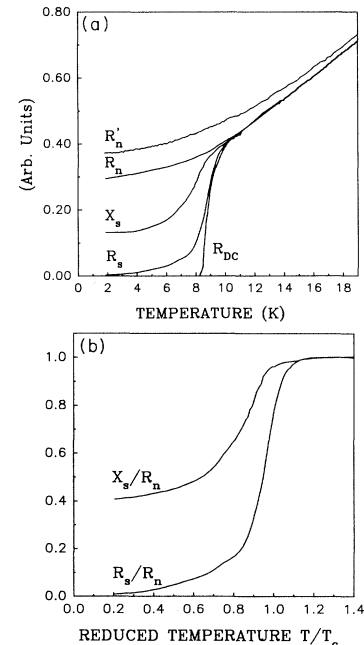 (a)
(Arb. Units)
0.80
0.60
0.40
0.20
0.00
R'n
Rn
Xs
Rs
RDC
0 2 4 6 8 10 12 14 16 18
TEMPERATURE (K)
(b)
1.0
0.8
0.6
0.4
0.2
0.0
Xs/Rn
Rs/Rn
0.0 0.2 0.4 0.6 0.8 1.0 1.2 1.4
REDUCED TEMPERATURE T/Tc